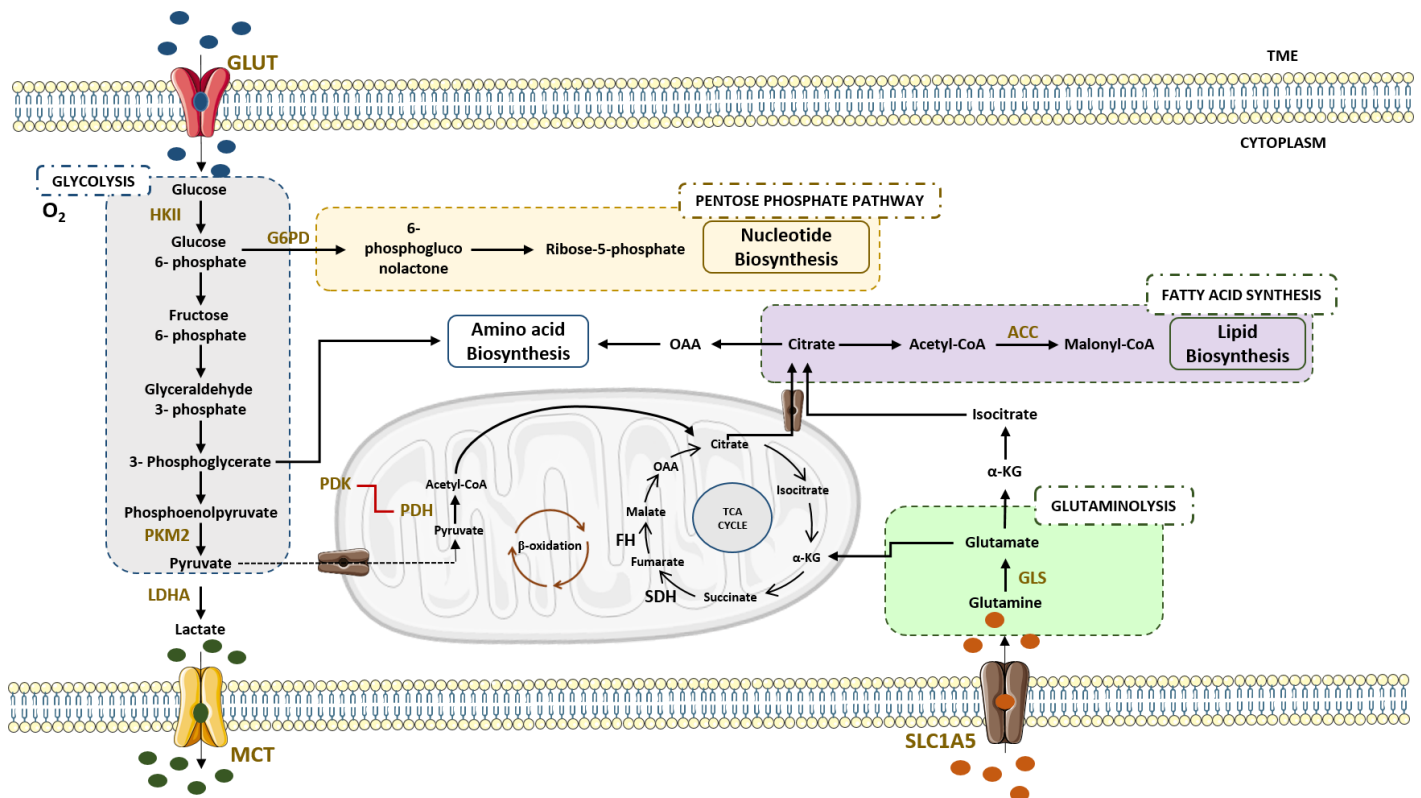 GLUT
TME
CYTOPLASM
GLYCOLYSIS
O2
Glucose
HKII
Glucose
6- phosphate
G6PD
Fructose
6- phosphate
Glyceraldehyde
3- phosphate
3- Phosphoglycerate
Phosphoenolpyruvate
PKM2
Pyruvate
LDHA
Lactate
MCT
PENTOSE PHOSPHATE PATHWAY
6-
phosphogluco
nolactone
Ribose-5-phosphate
Nucleotide
Biosynthesis
FATTY ACID SYNTHESIS
Amino acid
Biosynthesis
OAA
Citrate
Acetyl-CoA
ACC
Malonyl-CoA
Lipid
Biosynthesis
PDK
PDH
Acetyl-CoA
Pyruvate
β-oxidation
Citrate
OAA
Isocitrate
Malate
TCA
CYCLE
FH
α-KG
Fumarate
SDH
Succinate
Isocitrate
α-KG
GLUTAMINOLYSIS
Glutamate
GLS
Glutamine
SLC1A5